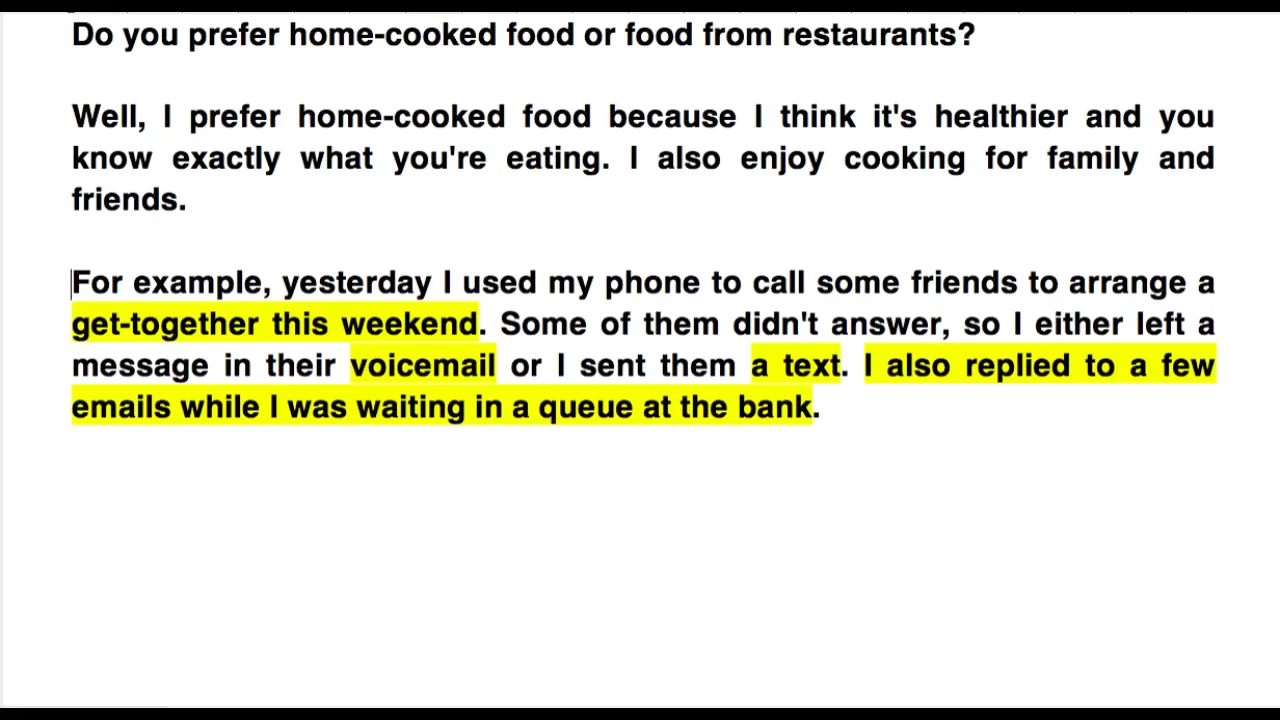 Do you prefer home-cooked food or food from restaurants?
Well, I prefer home-cooked food because I think it's healthier and you
know exactly what you're eating. I also enjoy cooking for family and
friends.
For example, yesterday I used my phone to call some friends to arrange a
get-together this weekend. Some of them didn't answer, so I either left a
message in their voicemail or I sent them a text. I also replied to a few
emails while I was waiting in a queue at the bank.